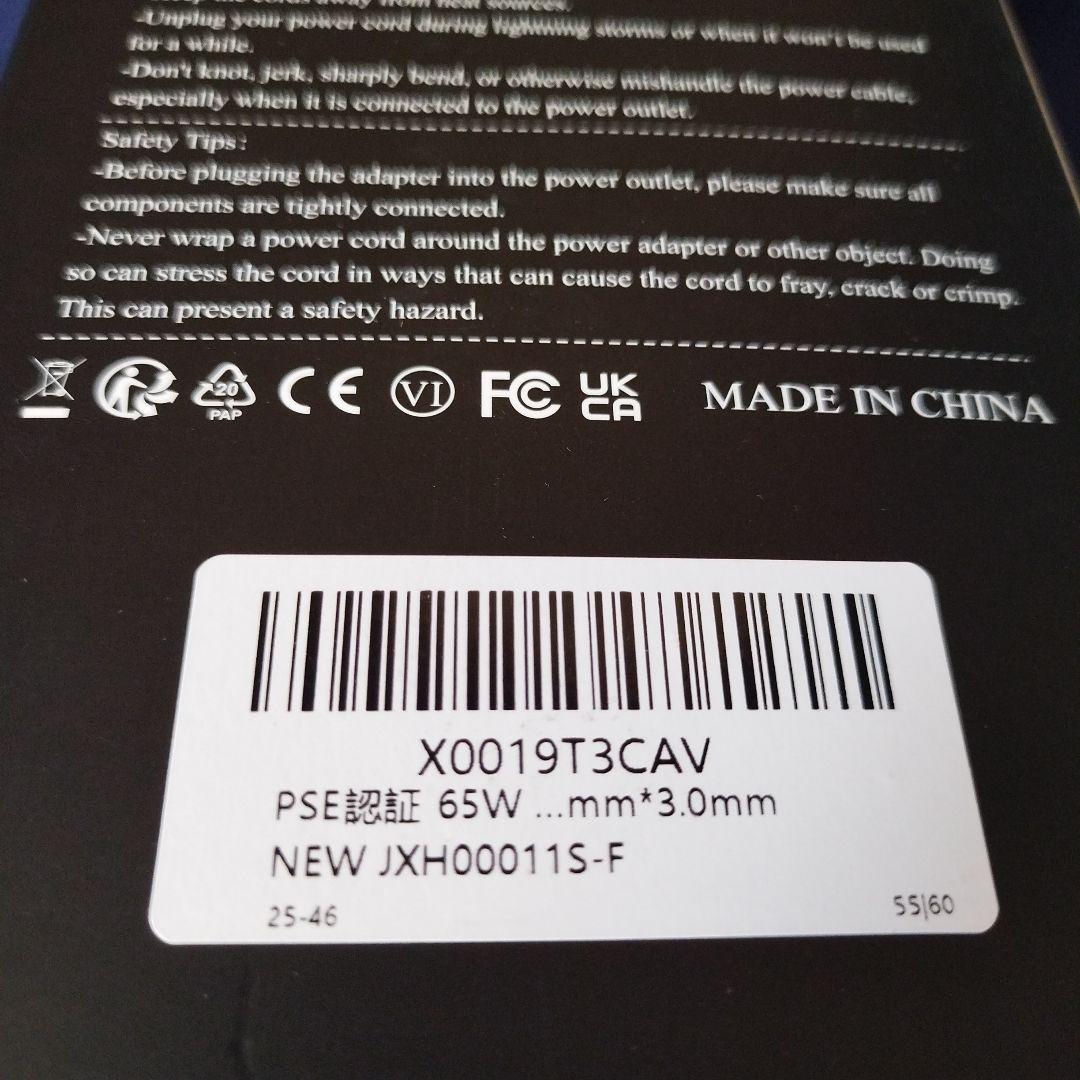 -Unplug your power cord during lightning storms or when it won't be used
for a while.
-Don't knot, jerk, sharply bend, or otherwise mishandle the power cable,
especially when it is connected to the power outlet.
Safety Tips:
-Before plugging the adapter into the power outlet, please make sure all
components are tightly connected.
-Never wrap a power cord around the power adapter or other object. Doing
so can stress the cord in ways that can cause the cord to fray, crack or crimp.
This can present a safety hazard.
20 PAP CE VI FC UK CA MADE IN CHINA
X0019T3CAV
PSE認証 65W ...mm*3.0mm
NEW JXH00011S-F
25-46 55|60